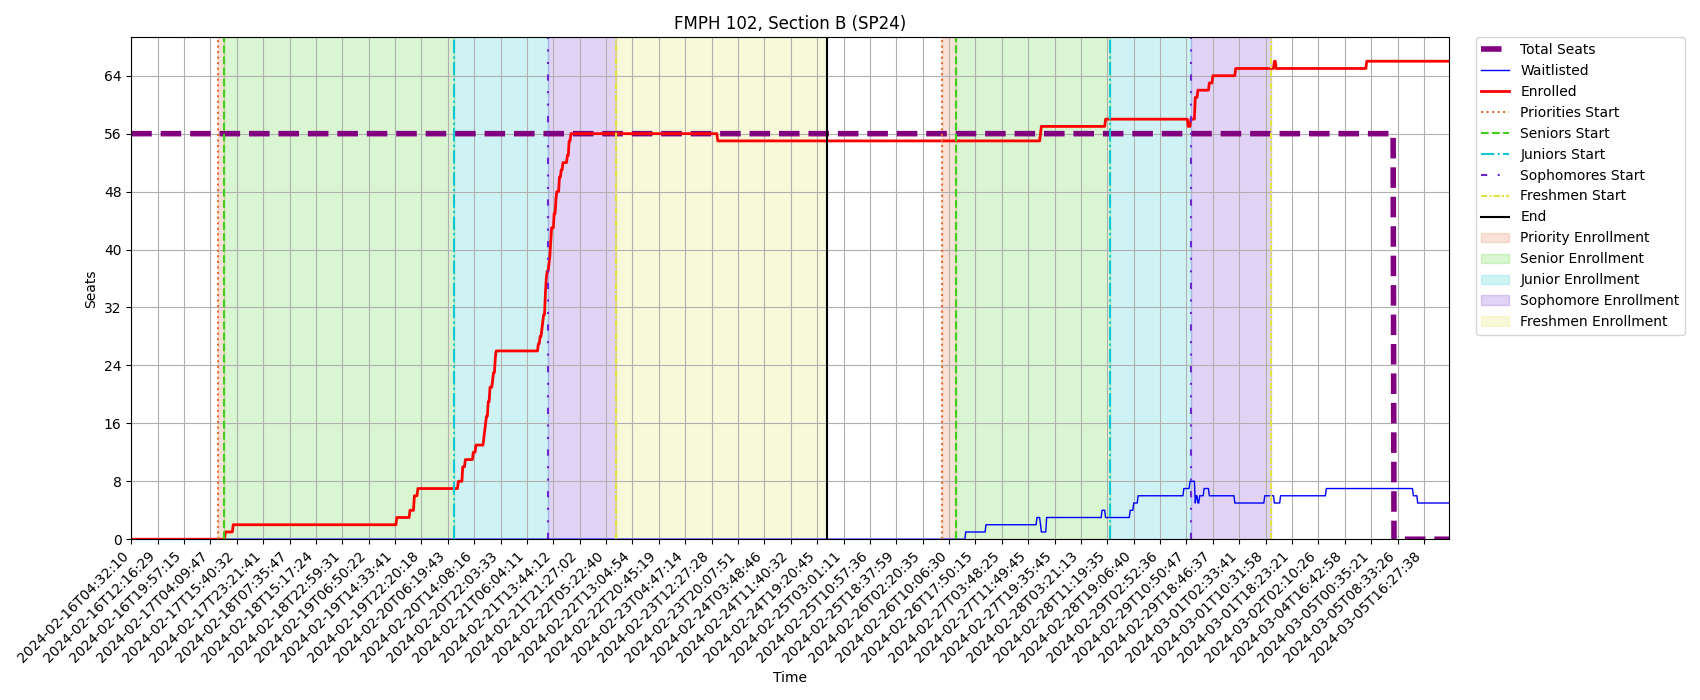 FMPH 102, Section B (SP24)
Seats
64
56
48
40
32
24
16
8
0
2024-02-16T04:32:10
2024-02-16T12:16:29
2024-02-16T19:57:15
2024-02-17T04:09:47
2024-02-17T15:40:32
2024-02-17T23:21:41
2024-02-18T07:35:47
2024-02-18T15:17:24
2024-02-18T22:59:31
2024-02-19T06:50:22
2024-02-19T14:33:41
2024-02-19T22:20:18
2024-02-20T06:19:43
2024-02-20T14:08:16
2024-02-20T22:03:33
2024-02-21T06:04:11
2024-02-21T13:44:12
2024-02-21T21:27:02
2024-02-22T05:22:40
2024-02-22T13:04:54
2024-02-22T20:45:19
2024-02-23T04:47:14
2024-02-23T12:27:28
2024-02-23T20:07:51
2024-02-24T03:48:46
2024-02-24T11:40:32
2024-02-24T19:20:45
2024-02-25T03:01:11
2024-02-25T10:57:36
2024-02-25T18:37:59
2024-02-26T02:20:35
2024-02-26T10:06:30
2024-02-26T17:50:15
2024-02-27T03:38:25
2024-02-27T11:49:45
2024-02-27T19:35:45
2024-02-28T03:21:13
2024-02-28T11:19:35
2024-02-28T19:06:40
2024-02-29T02:52:36
2024-02-29T10:50:47
2024-02-29T18:46:37
2024-03-01T02:33:41
2024-03-01T10:31:58
2024-03-01T18:23:21
2024-03-02T02:10:26
2024-03-04T16:42:58
2024-03-05T00:35:21
2024-03-05T08:33:26
2024-03-05T16:27:38
Time
Total Seats
Waitlisted
Enrolled
Priorities Start
Seniors Start
Juniors Start
Sophomores Start
Freshmen Start
End
Priority Enrollment
Senior Enrollment
Junior Enrollment
Sophomore Enrollment
Freshmen Enrollment